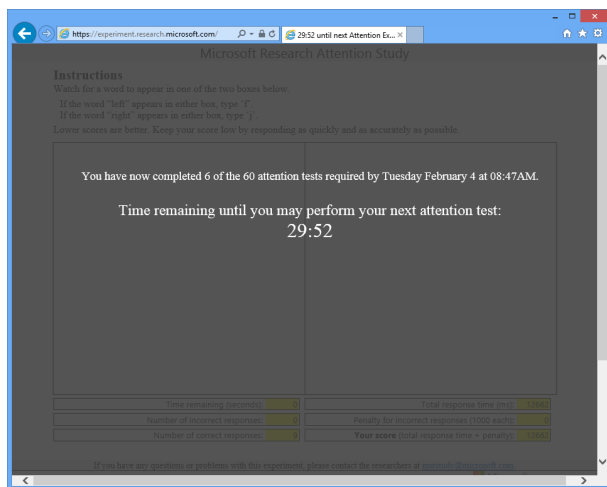 https://experiment.research.microsoft.com/
29:52 until next Attention Ex...
Microsoft Research Attention Study
Instructions
Watch for a word to appear in one of the two boxes below.
If the word "left" appears in either box, type 'f'.
If the word "right" appears in either box, type 'j'.
Lower scores are better. Keep your score low by responding as quickly and as accurately as possible.
You have now completed 6 of the 60 attention tests required by Tuesday February 4 at 08:47AM.
Time remaining until you may perform your next attention test:
29:52
Time remaining (seconds): 0
Total response time (ms): 12662
Number of incorrect responses: 0
Penalty for incorrect responses (1000 each): 0
Number of correct responses:
Your score (total response time + penalty): 12662
If you have any questions or problems with this experiment, please contact the researchers at